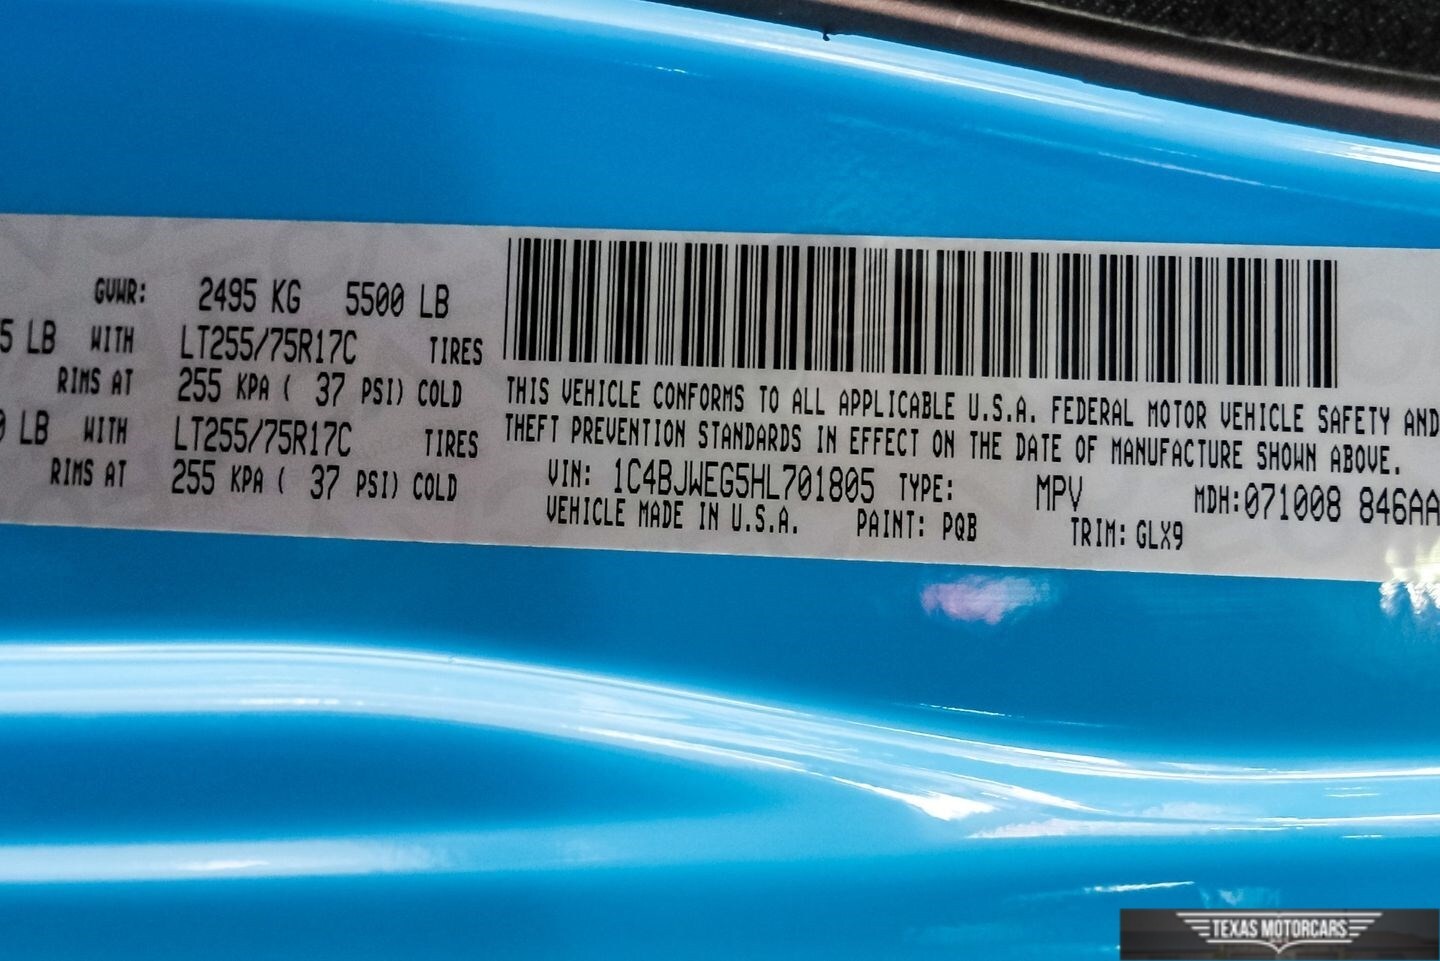 GVWR: 2495 KG 5500 LB
5 LB WITH LT255/75R17C TIRES
RIMS AT 255 KPA ( 37 PSI) COLD
0 LB WITH LT255/75R17C TIRES
RIMS AT 255 KPA ( 37 PSI) COLD
THIS VEHICLE CONFORMS TO ALL APPLICABLE U.S.A. FEDERAL MOTOR VEHICLE SAFETY AND
THEFT PREVENTION STANDARDS IN EFFECT ON THE DATE OF MANUFACTURE SHOWN ABOVE.
VIN: 1C4BJWEG5HL701805 TYPE: MPV MDH:071008 846AA
VEHICLE MADE IN U.S.A. PAINT: PQB TRIM: GLX9
TEXAS MOTORCARS